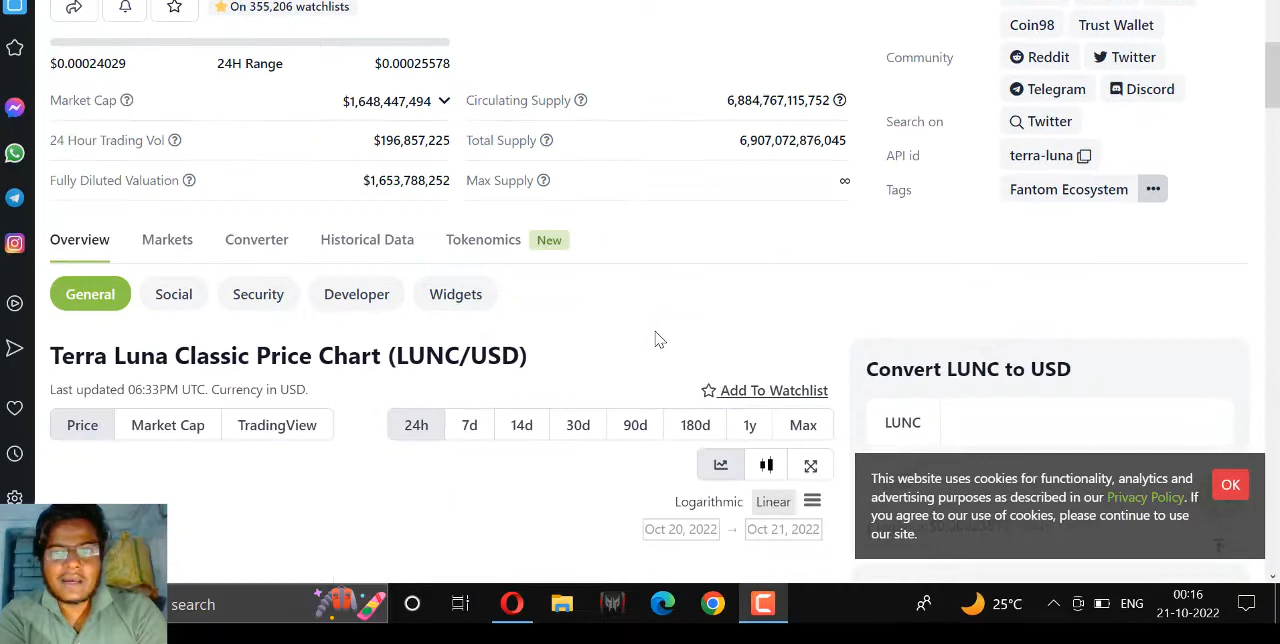 On 355,206 watchlists
$0.00024029 24H Range $0.00025578
Market Cap $1,648,447,494 Circulating Supply 6,884,767,115,752
24 Hour Trading Vol $196,857,225 Total Supply 6,907,072,876,045
Fully Diluted Valuation $1,653,788,252 Max Supply ∞
Coin98 Trust Wallet
Community Reddit Twitter
Telegram Discord
Search on Twitter
API id terra-luna
Tags Fantom Ecosystem •••
Overview Markets Converter Historical Data Tokenomics New
General Social Security Developer Widgets
Terra Luna Classic Price Chart (LUNC/USD)
Last updated 06:33PM UTC. Currency in USD.
Add To Watchlist
Price Market Cap TradingView 24h 7d 14d 30d 90d 180d 1y Max
Logarithmic Linear
Oct 20, 2022 → Oct 21, 2022
Convert LUNC to USD
LUNC
This website uses cookies for functionality, analytics and
advertising purposes as described in our Privacy Policy. If
you agree to our use of cookies, please continue to use
our site.
OK
search
25°C ENG 00:16
21-10-2022